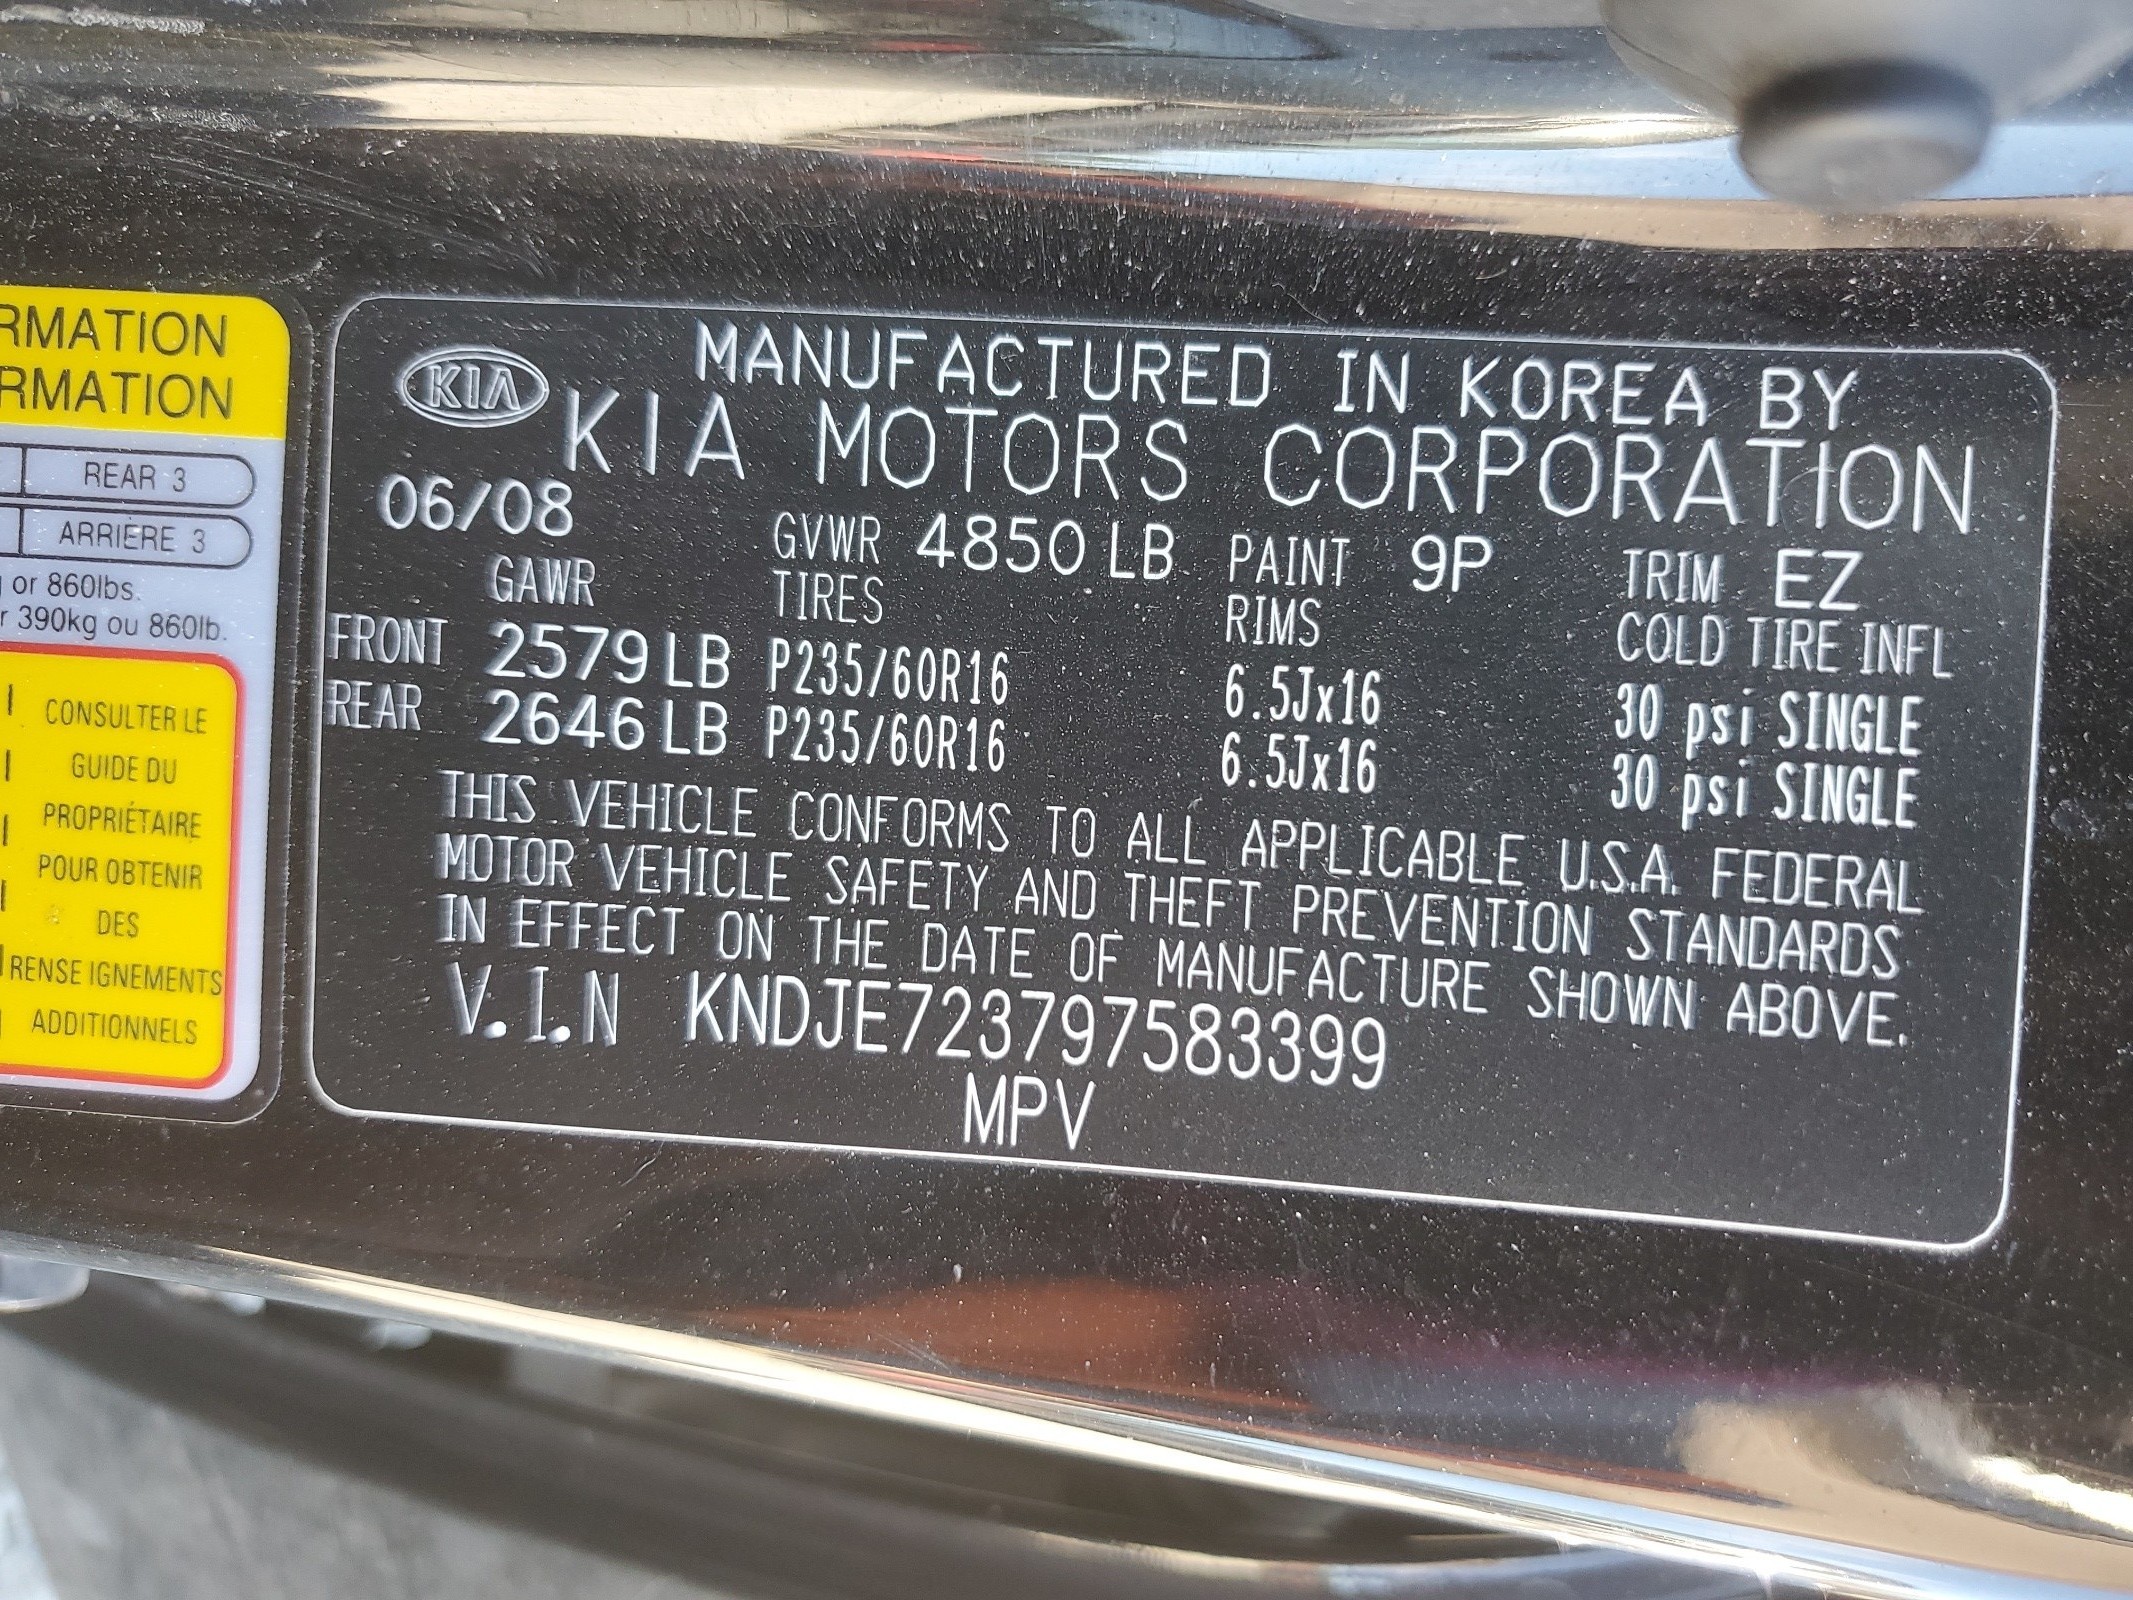 RMATION
RMATION
REAR 3
ARRIÈRE 3
or 860lbs.
r 390kg ou 860lb.
CONSULTER LE
GUIDE DU
PROPRIÉTAIRE
POUR OBTENIR
DES
RENSE IGNEMENTS
ADDITIONNELS
KIA
MANUFACTURED IN KOREA BY
KIA MOTORS CORPORATION
06/08 GVWR 4850 LB PAINT 9P TRIM EZ
GAWR TIRES RIMS COLD TIRE INFL
FRONT 2579 LB P235/60R16 6.5Jx16 30 psi SINGLE
REAR 2646 LB P235/60R16 6.5Jx16 30 psi SINGLE
THIS VEHICLE CONFORMS TO ALL APPLICABLE U.S.A. FEDERAL
MOTOR VEHICLE SAFETY AND THEFT PREVENTION STANDARDS
IN EFFECT ON THE DATE OF MANUFACTURE SHOWN ABOVE.
V.I.N KNDJE723797583399
MPV